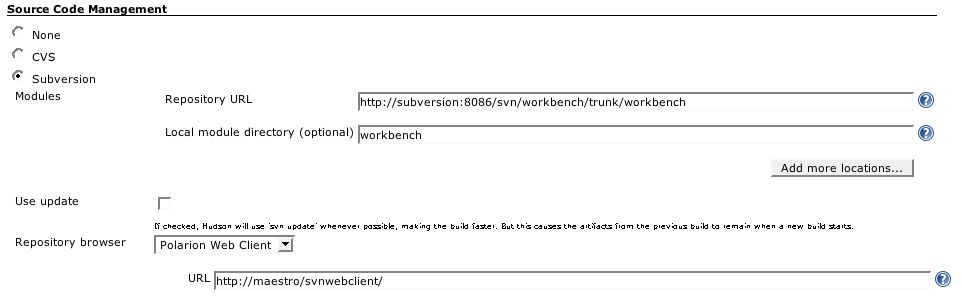 Source Code Management
None
CVS
Subversion
Modules
Repository URL http://subversion:8086/svn/workbench/trunk/workbench
Local module directory (optional) workbench
Add more locations...
Use update
If checked, Hudson will use 'svn update' whenever possible, making the build faster. But this causes the artifacts from the previous build to remain when a new build starts.
Repository browser Polarion Web Client
URL http://maestro/svnwebclient/